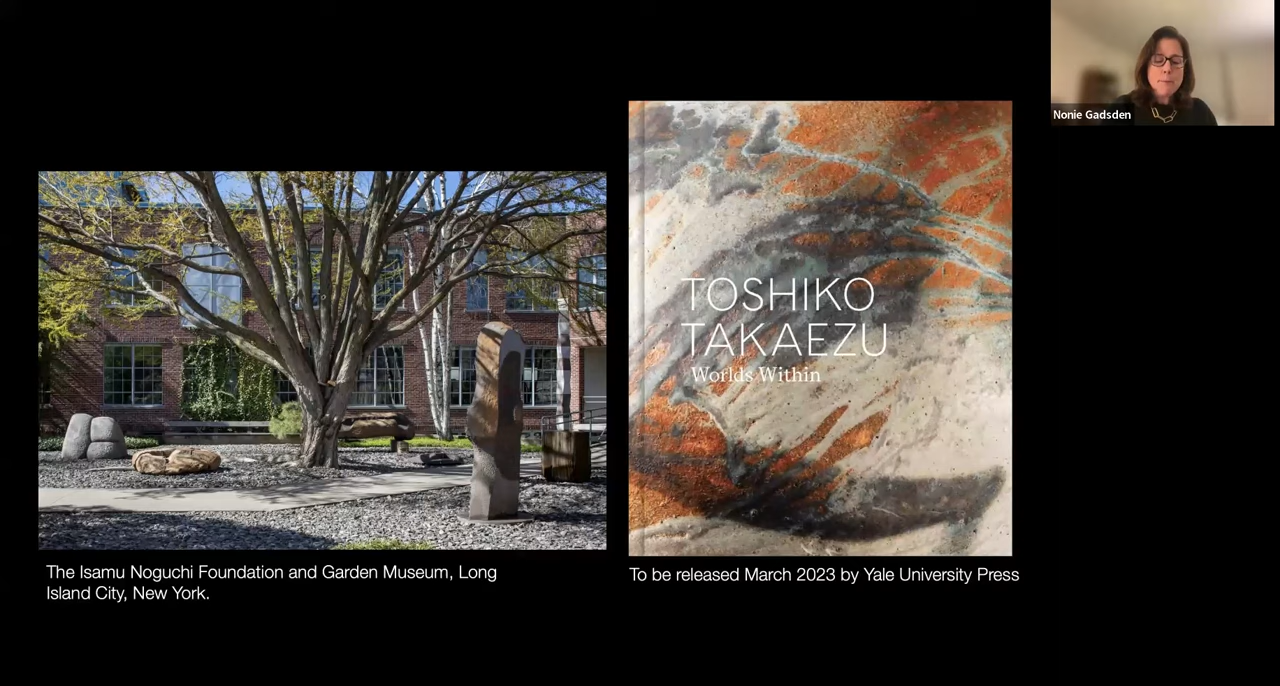 Nonie Gadsden
TOSHIKO
TAKAEZU
Worlds Within
The Isamu Noguchi Foundation and Garden Museum, Long
Island City, New York.
To be released March 2023 by Yale University Press